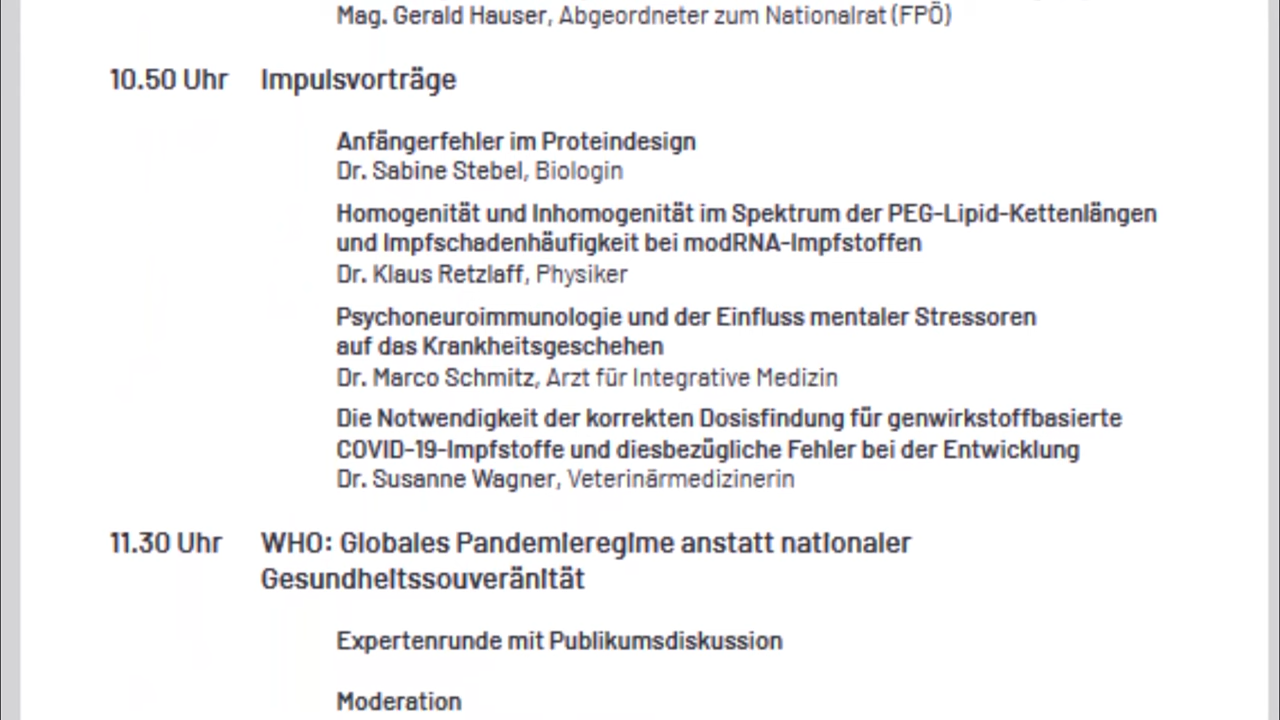 Mag. Gerald Hauser, Abgeordneter zum Nationalrat (FPÖ)
10.50 Uhr Impulsvorträge
Anfängerfehler im Proteindesign
Dr. Sabine Stebel, Biologin
Homogenität und Inhomogenität im Spektrum der PEG-Lipid-Kettenlängen
und Impfschadenhäufigkeit bei modRNA-Impfstoffen
Dr. Klaus Retzlaff, Physiker
Psychoneuroimmunologie und der Einfluss mentaler Stressoren
auf das Krankheitsgeschehen
Dr. Marco Schmitz, Arzt für Integrative Medizin
Die Notwendigkeit der korrekten Dosisfindung für genwirkstoffbasierte
COVID-19-Impfstoffe und diesbezügliche Fehler bei der Entwicklung
Dr. Susanne Wagner, Veterinärmedizinerin
11.30 Uhr WHO: Globales Pandemieregime anstatt nationaler
Gesundheitssouveränität
Expertenrunde mit Publikumsdiskussion
Moderation